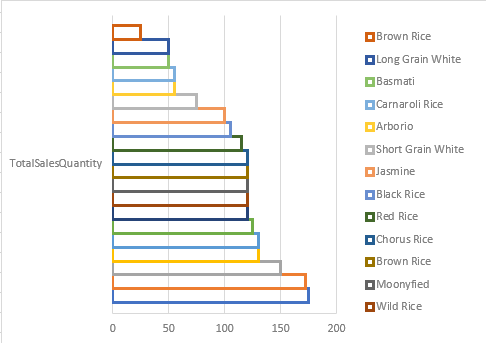 TotalSalesQuantity
0 50 100 150 200
Brown Rice
Long Grain White
Basmati
Carnaroli Rice
Arborio
Short Grain White
Jasmine
Black Rice
Red Rice
Chorus Rice
Brown Rice
Moonyfied
Wild Rice